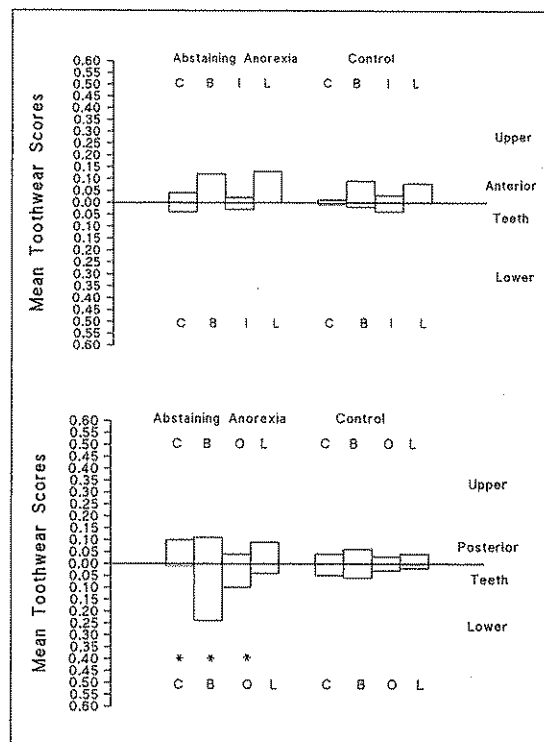 Mean Toothwear Scores
0.60
0.55
0.50
0.45
0.40
0.35
0.30
0.25
0.20
0.15
0.10
0.05
0.00
0.05
0.10
0.15
0.20
0.25
0.30
0.35
0.40
0.45
0.50
0.55
0.60
Abstaining Anorexia Control
C B I L C B I L
Upper
Anterior
Teeth
Lower
C B I L C B I L
Mean Toothwear Scores
0.60
0.55
0.50
0.45
0.40
0.35
0.30
0.25
0.20
0.15
0.10
0.05
0.00
0.05
0.10
0.15
0.20
0.25
0.30
0.35
0.40
0.45
0.50
0.55
0.60
Abstaining Anorexia Control
C B O L C B O L
Upper
Posterior
Teeth
Lower
* * *
C B O L C B O L